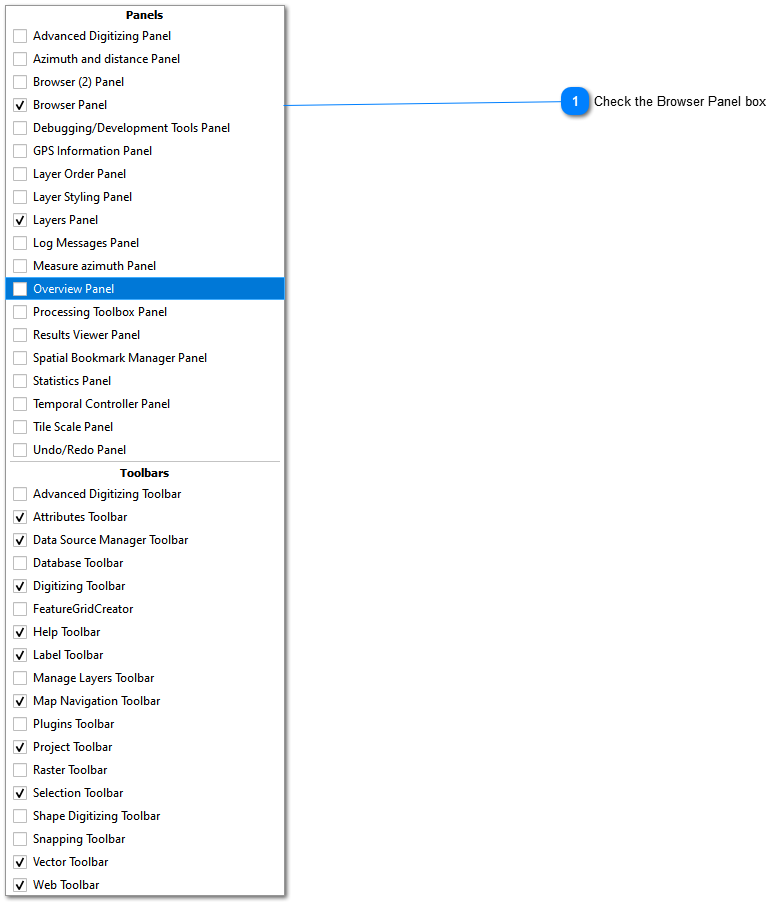 Panels
Advanced Digitizing Panel
Azimuth and distance Panel
Browser (2) Panel
Browser Panel
1 Check the Browser Panel box
Debugging/Development Tools Panel
GPS Information Panel
Layer Order Panel
Layer Styling Panel
Layers Panel
Log Messages Panel
Measure azimuth Panel
Overview Panel
Processing Toolbox Panel
Results Viewer Panel
Spatial Bookmark Manager Panel
Statistics Panel
Temporal Controller Panel
Tile Scale Panel
Undo/Redo Panel
Toolbars
Advanced Digitizing Toolbar
Attributes Toolbar
Data Source Manager Toolbar
Database Toolbar
Digitizing Toolbar
FeatureGridCreator
Help Toolbar
Label Toolbar
Manage Layers Toolbar
Map Navigation Toolbar
Plugins Toolbar
Project Toolbar
Raster Toolbar
Selection Toolbar
Shape Digitizing Toolbar
Snapping Toolbar
Vector Toolbar
Web Toolbar